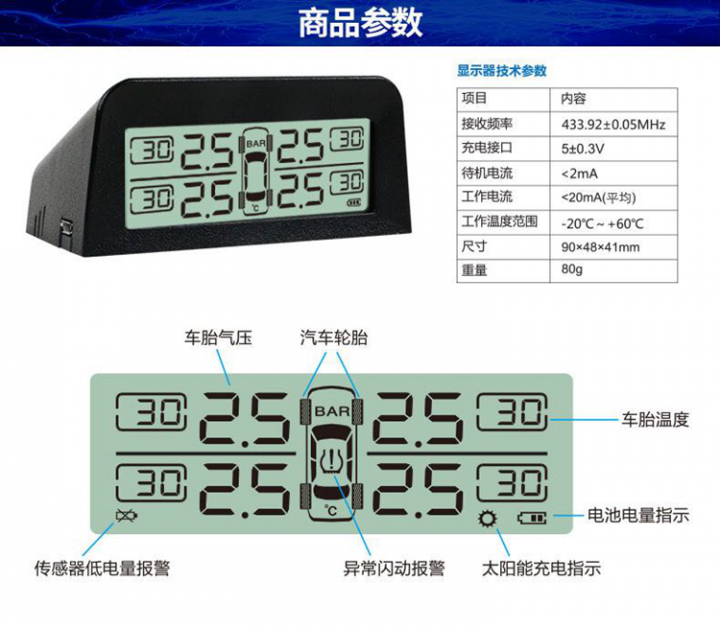 商品参数
显示器技术参数
项目 内容
接收频率 433.92±0.05MHz
充电接口 5±0.3V
待机电流 <2mA
工作电流 <20mA(平均)
工作温度范围 -20℃~+60℃
尺寸 90×48×41mm
重量 80g
30 2.5 BAR 2.5 30
30 2.5 2.5 30
℃
车胎气压 汽车轮胎
30 2.5 BAR 2.5 30
车胎温度
30 2.5 2.5 30
℃
电池电量指示
传感器低电量报警 异常闪动报警 太阳能充电指示